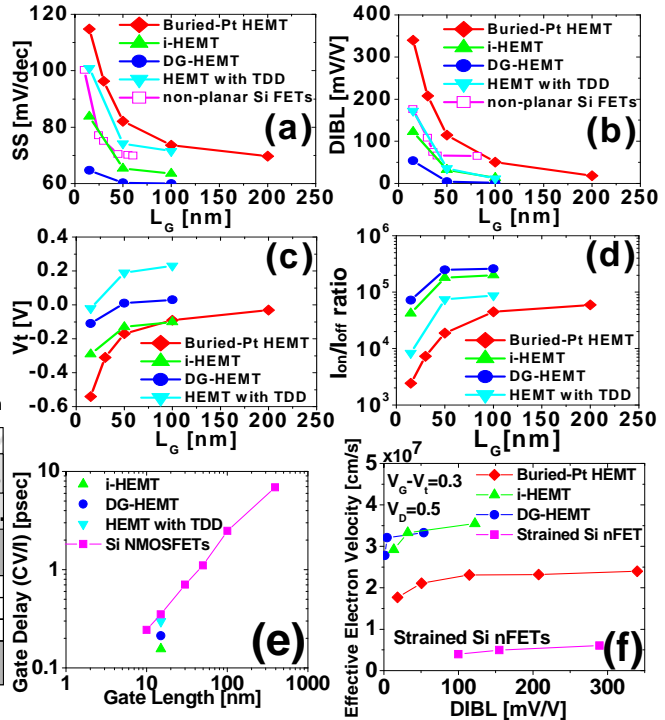 120
100
80
60
SS [mV/dec]
Buried-Pt HEMT
i-HEMT
DG-HEMT
HEMT with TDD
non-planar Si FETs
(a)
0 50 100 150 200 250
L_G [nm]
400
300
200
100
0
DIBL [mV/V]
Buried-Pt HEMT
i-HEMT
DG-HEMT
HEMT with TDD
non-planar Si FETs
(b)
0 50 100 150 200 250
L_G [nm]
0.2
0.0
-0.2
-0.4
-0.6
Vt [V]
(c)
Buried-Pt HEMT
i-HEMT
DG-HEMT
HEMT with TDD
0 50 100 150 200 250
L_G [nm]
10^6
10^5
10^4
10^3
Ion/Ioff ratio
(d)
Buried-Pt HEMT
i-HEMT
DG-HEMT
HEMT with TDD
0 50 100 150 200 250
L_G [nm]
10
1
0.1
Gate Delay (CV/I) [psec]
i-HEMT
DG-HEMT
HEMT with TDD
Si NMOSFETs
(e)
1 10 100 1000
Gate Length [nm]
x10^7
5
4
3
2
1
0
Effective Electron Velocity [cm/s]
V_G-V_t=0.3
V_D=0.5
Buried-Pt HEMT
i-HEMT
DG-HEMT
Strained Si nFET
Strained Si nFETs
(f)
0 100 200 300
DIBL [mV/V]